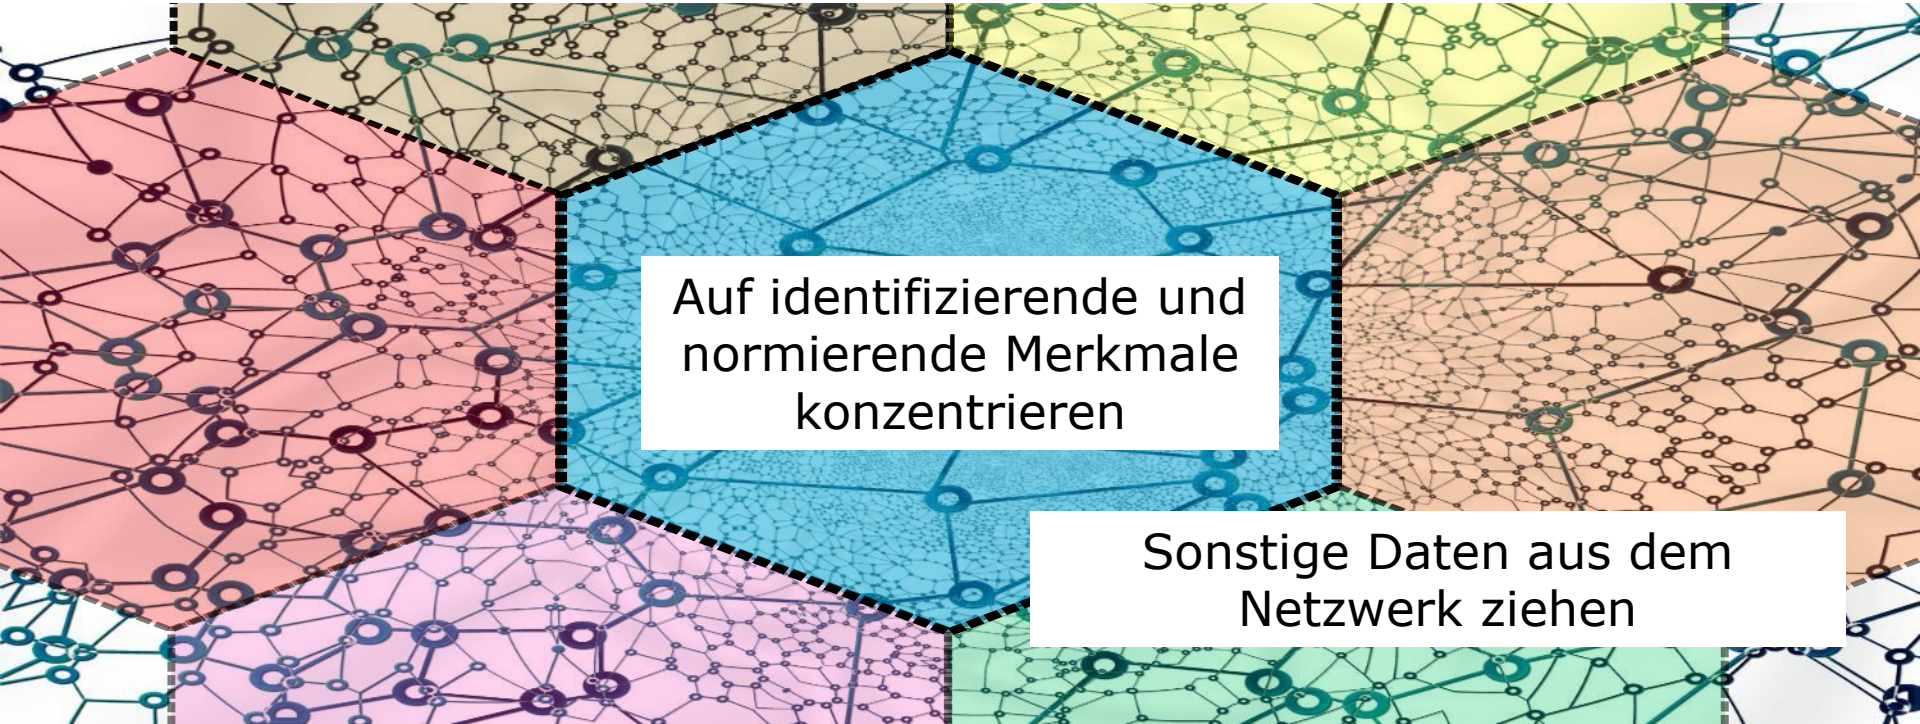 Auf identifizierende und
normierende Merkmale
konzentrieren
Sonstige Daten aus dem
Netzwerk ziehen